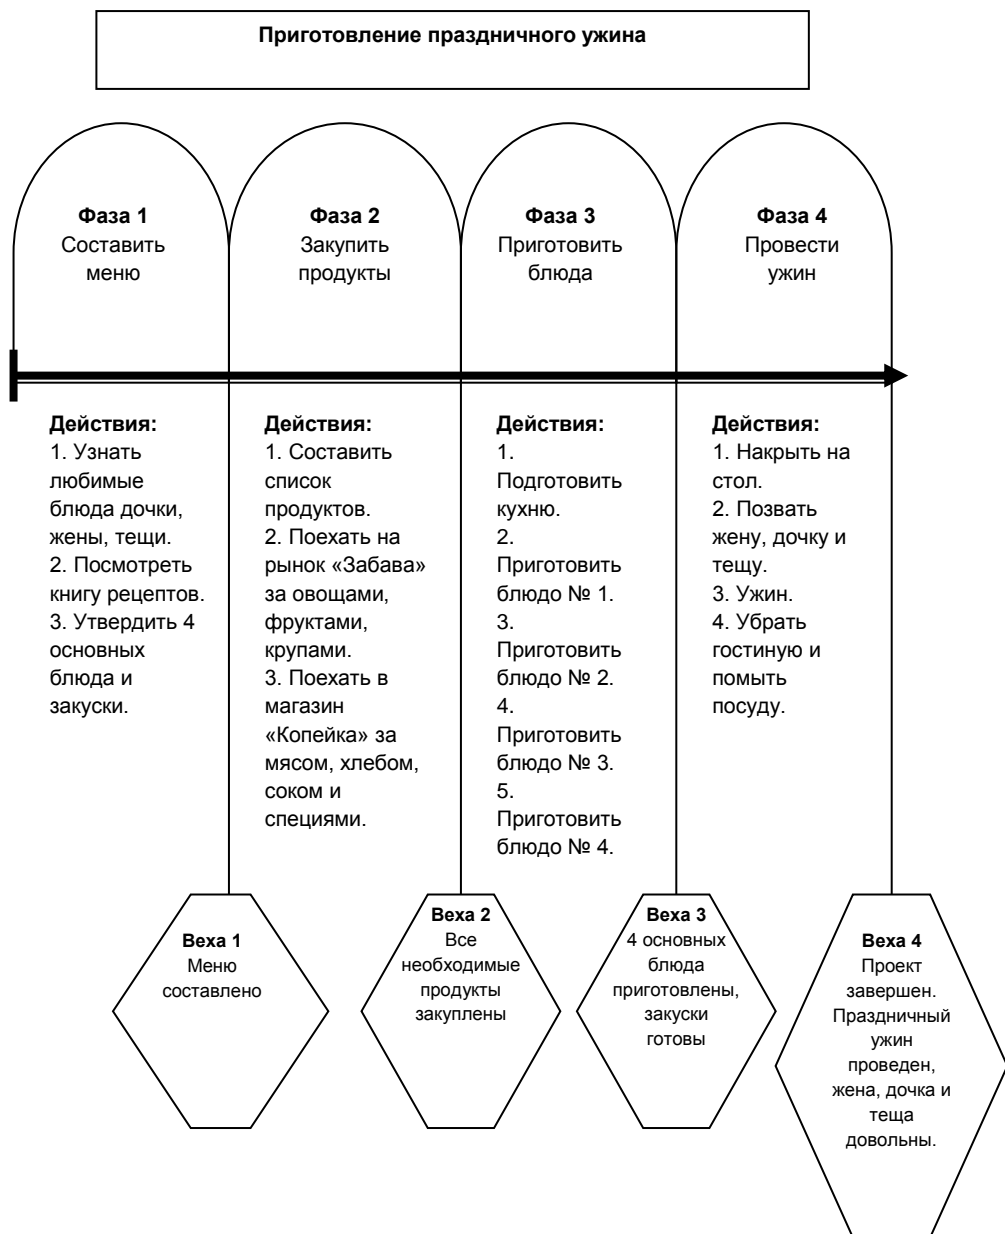 Приготовление праздничного ужина
Фаза 1
Составить
меню
Фаза 2
Закупить
продукты
Фаза 3
Приготовить
блюда
Фаза 4
Провести
ужин
Действия:
1. Узнать
любимые
блюда дочки,
жены, тещи.
2. Посмотреть
книгу рецептов.
3. Утвердить 4
основных
блюда и
закуски.
Действия:
1. Составить
список
продуктов.
2. Поехать на
рынок «Забава»
за овощами,
фруктами,
крупами.
3. Поехать в
магазин
«Копейка» за
мясом, хлебом,
соком и
специями.
Действия:
1.
Подготовить
кухню.
2.
Приготовить
блюдо № 1.
3.
Приготовить
блюдо № 2.
4.
Приготовить
блюдо № 3.
5.
Приготовить
блюдо № 4.
Действия:
1. Накрыть на
стол.
2. Позвать
жену, дочку и
тещу.
3. Ужин.
4. Убрать
гостиную и
помыть
посуду.
Веха 1
Меню
составлено
Веха 2
Все
необходимые
продукты
закуплены
Веха 3
4 основных
блюда
приготовлены,
закуски
готовы
Веха 4
Проект
завершен.
Праздничный
ужин
проведен,
жена, дочка и
теща
довольны.